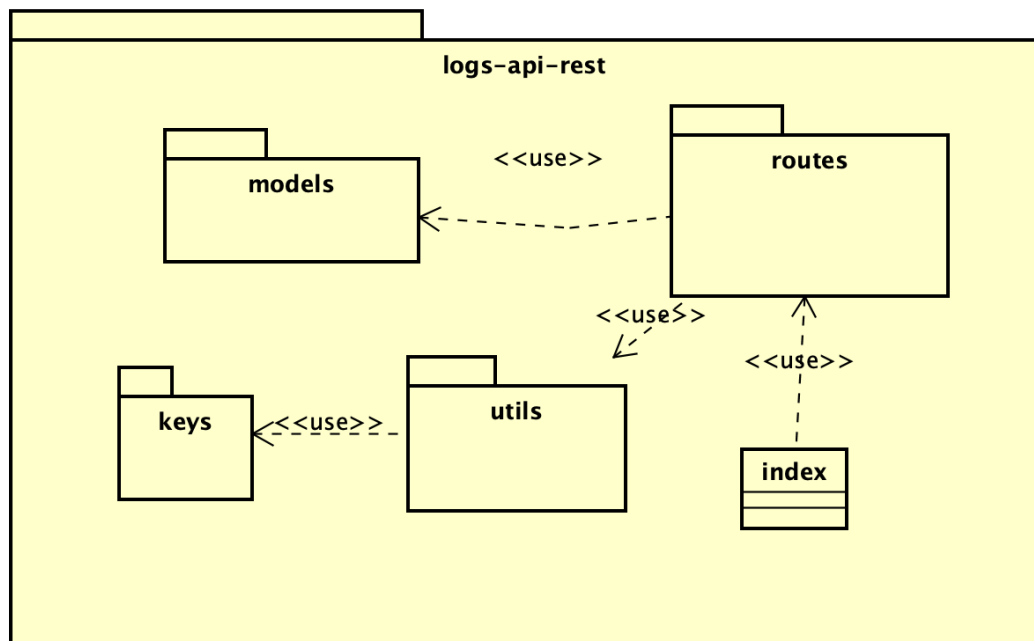 logs-api-rest
<<use>>
routes
models
<<use>>
<<use>>
keys
<<use>>
utils
index